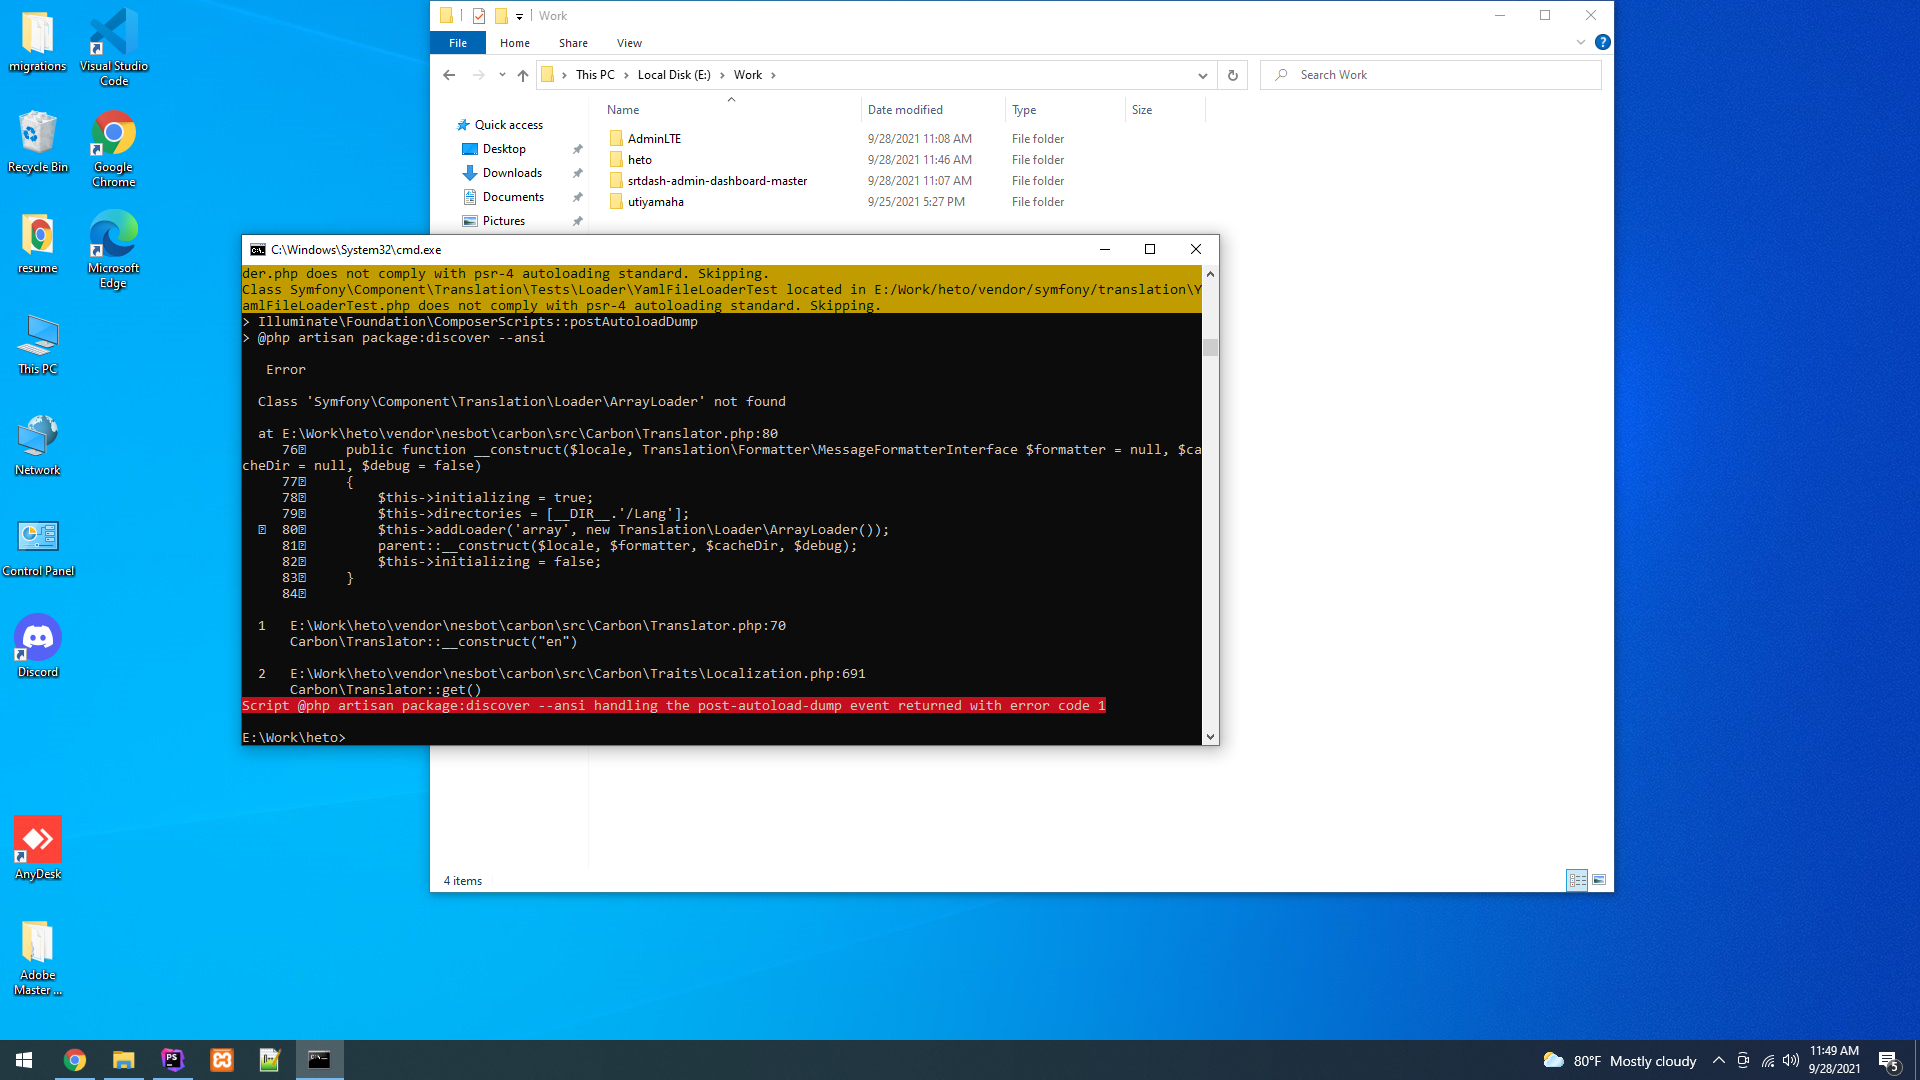 migrations
Visual Studio
Code
Recycle Bin
Google
Chrome
resume
Microsoft
Edge
This PC
Network
Control Panel
Discord
AnyDesk
Adobe
Master ...
Work
File
Home
Share
View
This PC
Local Disk (E:)
Work
Search Work
Name
Date modified
Type
Size
Quick access
Desktop
Downloads
Documents
Pictures
AdminLTE 9/28/2021 11:08 AM File folder
heto 9/28/2021 11:46 AM File folder
srtdash-admin-dashboard-master 9/28/2021 11:07 AM File folder
utiyamaha 9/25/2021 5:27 PM File folder
C:\Windows\System32\cmd.exe
der.php does not comply with psr-4 autoloading standard. Skipping.
Class Symfony\Component\Translation\Tests\Loader\YamlFileLoaderTest located in E:/Work/heto/vendor/symfony/translation\Y
amlFileLoaderTest.php does not comply with psr-4 autoloading standard. Skipping.
> Illuminate\Foundation\ComposerScripts::postAutoloadDump
> @php artisan package:discover --ansi
Error
Class 'Symfony\Component\Translation\Loader\ArrayLoader' not found
at E:\Work\heto\vendor\nesbot\carbon\src\Carbon\Translator.php:80
76 public function __construct($locale, Translation\Formatter\MessageFormatterInterface $formatter = null, $ca
cheDir = null, $debug = false)
77 {
78 $this->initializing = true;
79 $this->directories = [__DIR__.'/Lang'];
80 $this->addLoader('array', new Translation\Loader\ArrayLoader());
81 parent::__construct($locale, $formatter, $cacheDir, $debug);
82 $this->initializing = false;
83 }
84
1 E:\Work\heto\vendor\nesbot\carbon\src\Carbon\Translator.php:70
Carbon\Translator::__construct("en")
2 E:\Work\heto\vendor\nesbot\carbon\src\Carbon\Traits\Localization.php:691
Carbon\Translator::get()
Script @php artisan package:discover --ansi handling the post-autoload-dump event returned with error code 1
E:\Work\heto>
4 items
80°F Mostly cloudy
11:49 AM
9/28/2021
5